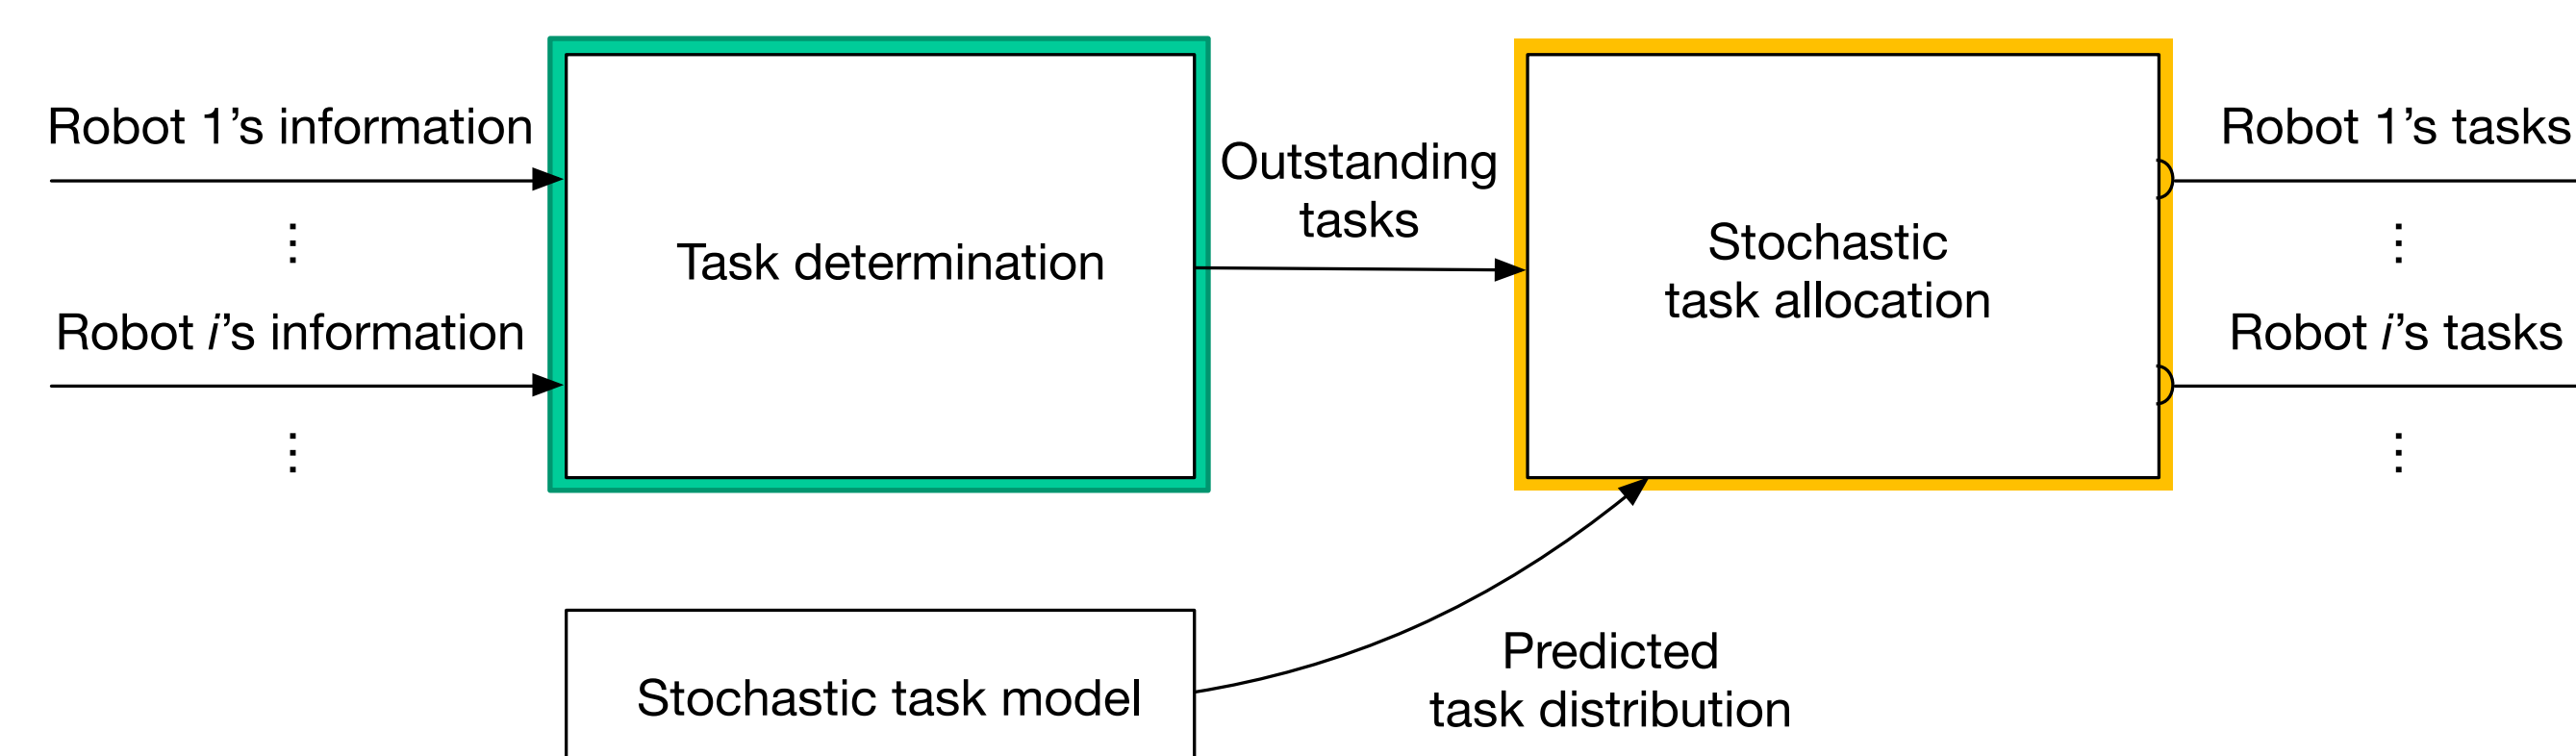 Robot 1’s information
⋮
Robot i’s information
⋮
Task determination
Outstanding
tasks
Stochastic
task allocation
Robot 1’s tasks
⋮
Robot i’s tasks
⋮
Stochastic task model
Predicted
task distribution